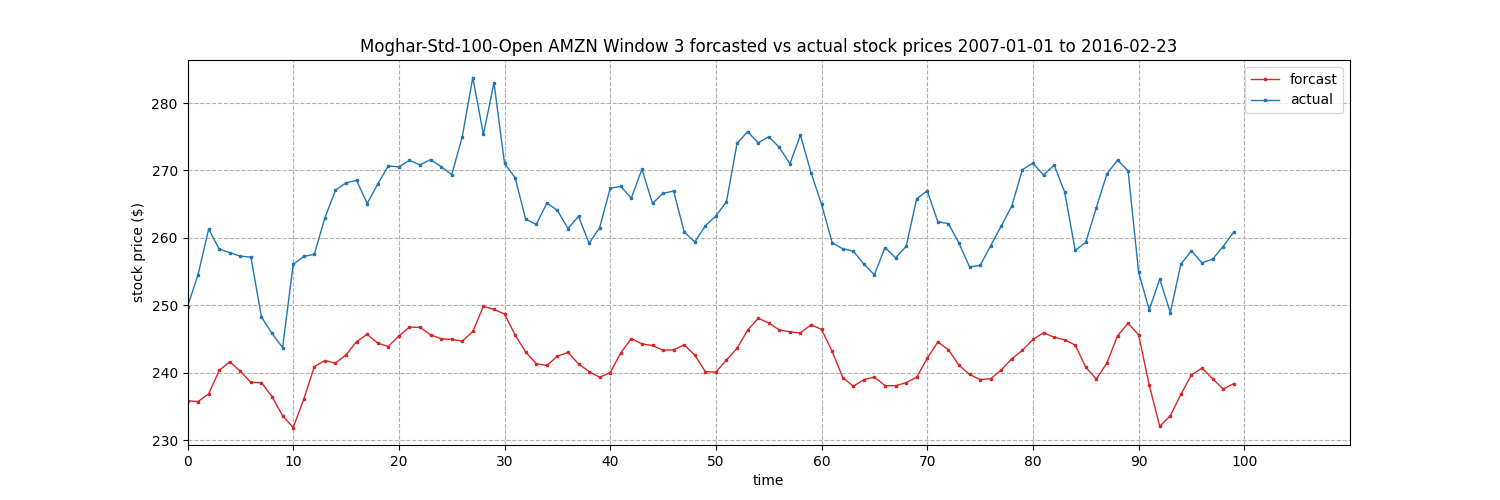 Moghar-Std-100-Open AMZN Window 3 forcasted vs actual stock prices 2007-01-01 to 2016-02-23
forcast
actual
stock price ($)
280
270
260
250
240
230
0 10 20 30 40 50 60 70 80 90 100
time